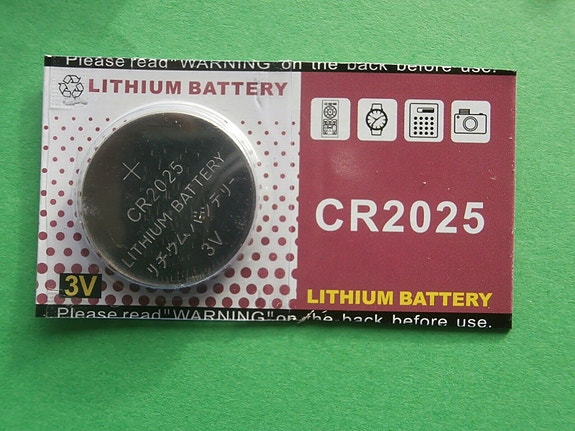 Please read "WARNING" on the back before use.
LITHIUM BATTERY
+
CR2025
LITHIUM BATTERY
リチウムバッテリー
3V
3V
CR2025
LITHIUM BATTERY
Please read "WARNING" on the back before use.